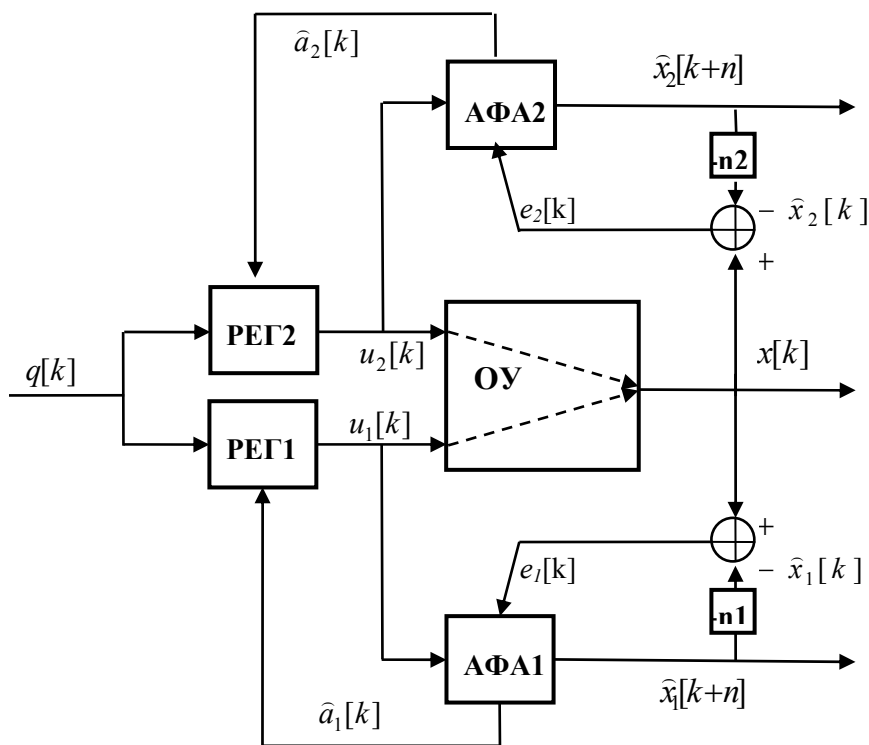 â₂[k]
x̂₂[k+n]
АФА2
-n2
e₂[k]
− x̂₂[k]
+
РЕГ2
u₂[k]
ОУ
x[k]
q[k]
РЕГ1
u₁[k]
+
e₁[k]
− x̂₁[k]
-n1
АФА1
x̂₁[k+n]
â₁[k]